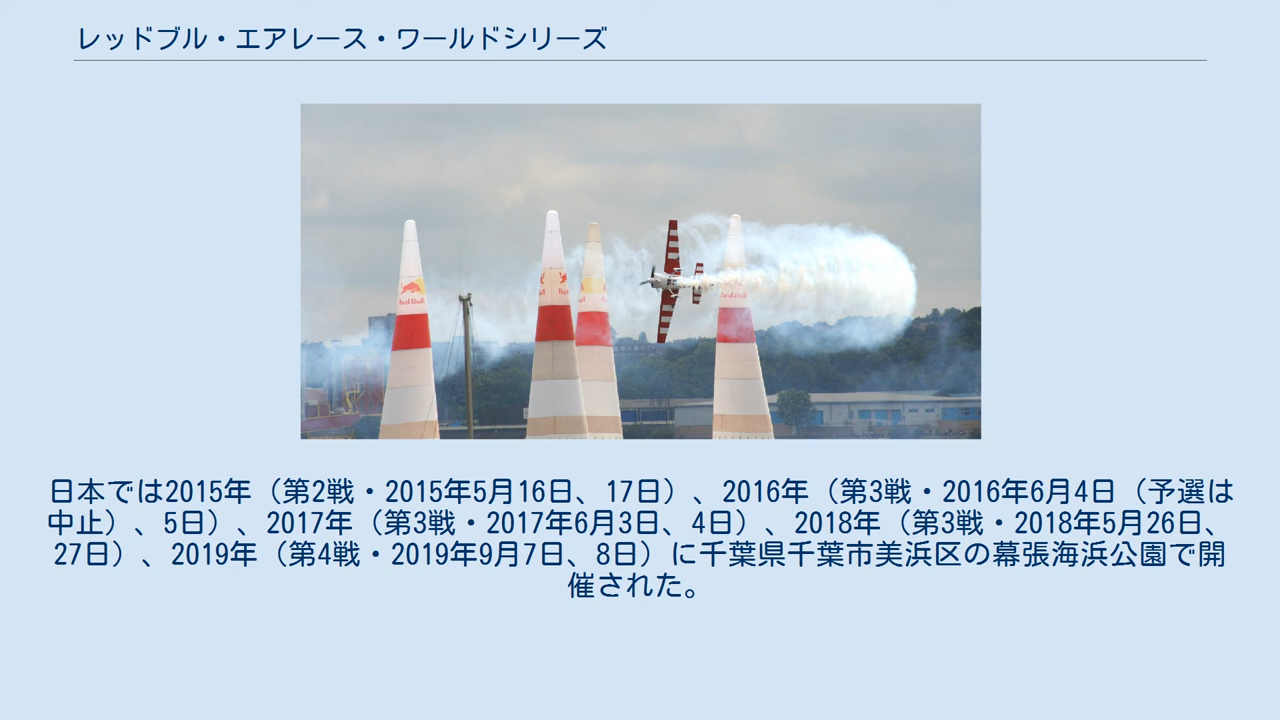 レッドブル・エアレース・ワールドシリーズ
Red Bull
Red Bull
日本では2015年（第2戦・2015年5月16日、17日）、2016年（第3戦・2016年6月4日（予選は
中止）、5日）、2017年（第3戦・2017年6月3日、4日）、2018年（第3戦・2018年5月26日、
27日）、2019年（第4戦・2019年9月7日、8日）に千葉県千葉市美浜区の幕張海浜公園で開
催された。